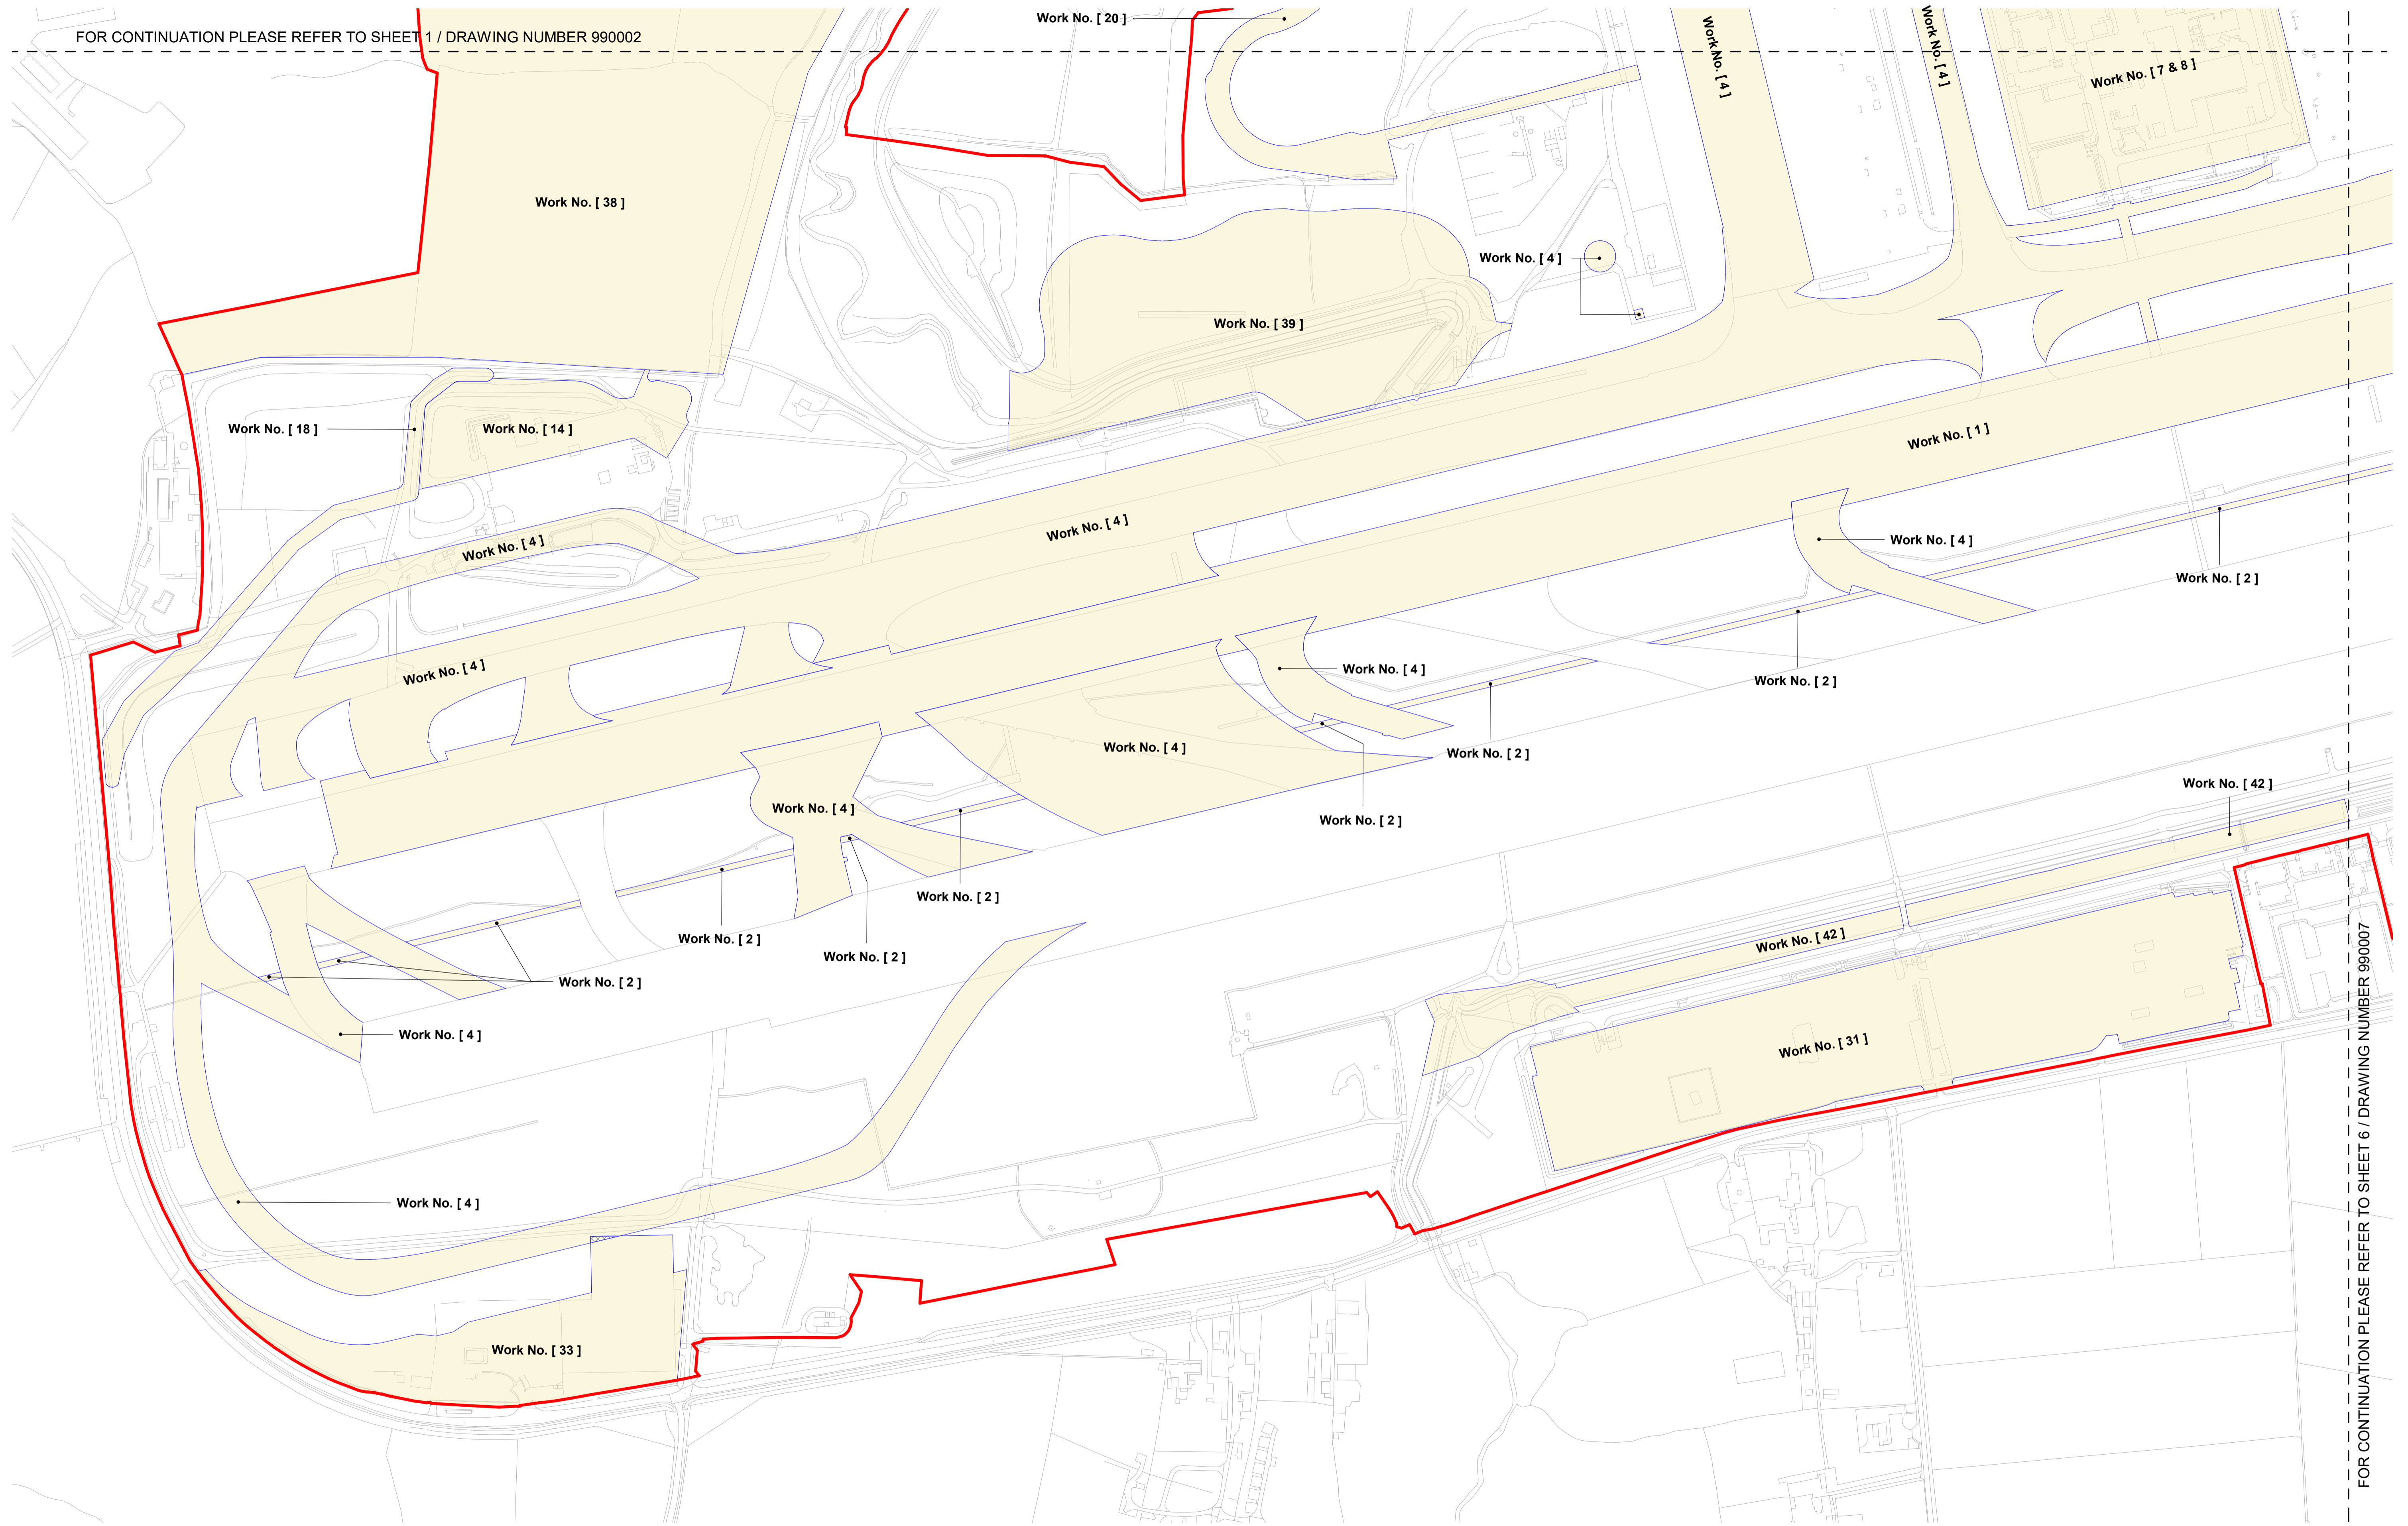 Work No. [ 20 ]
FOR CONTINUATION PLEASE REFER TO SHEET 1 / DRAWING NUMBER 990002
Work No. [ 4 ]
Work No. [ 4 ]
Work No. [ 7 & 8 ]
Work No. [ 38 ]
Work No. [ 4 ]
Work No. [ 39 ]
Work No. [ 18 ]
Work No. [ 14 ]
Work No. [ 1 ]
Work No. [ 4 ]
Work No. [ 4 ]
Work No. [ 4 ]
Work No. [ 2 ]
Work No. [ 4 ]
Work No. [ 4 ]
Work No. [ 2 ]
Work No. [ 4 ]
Work No. [ 2 ]
Work No. [ 42 ]
Work No. [ 4 ]
Work No. [ 2 ]
Work No. [ 2 ]
Work No. [ 2 ]
Work No. [ 42 ]
Work No. [ 2 ]
Work No. [ 2 ]
Work No. [ 4 ]
Work No. [ 31 ]
Work No. [ 4 ]
FOR CONTINUATION PLEASE REFER TO SHEET 6 / DRAWING NUMBER 990007
Work No. [ 33 ]